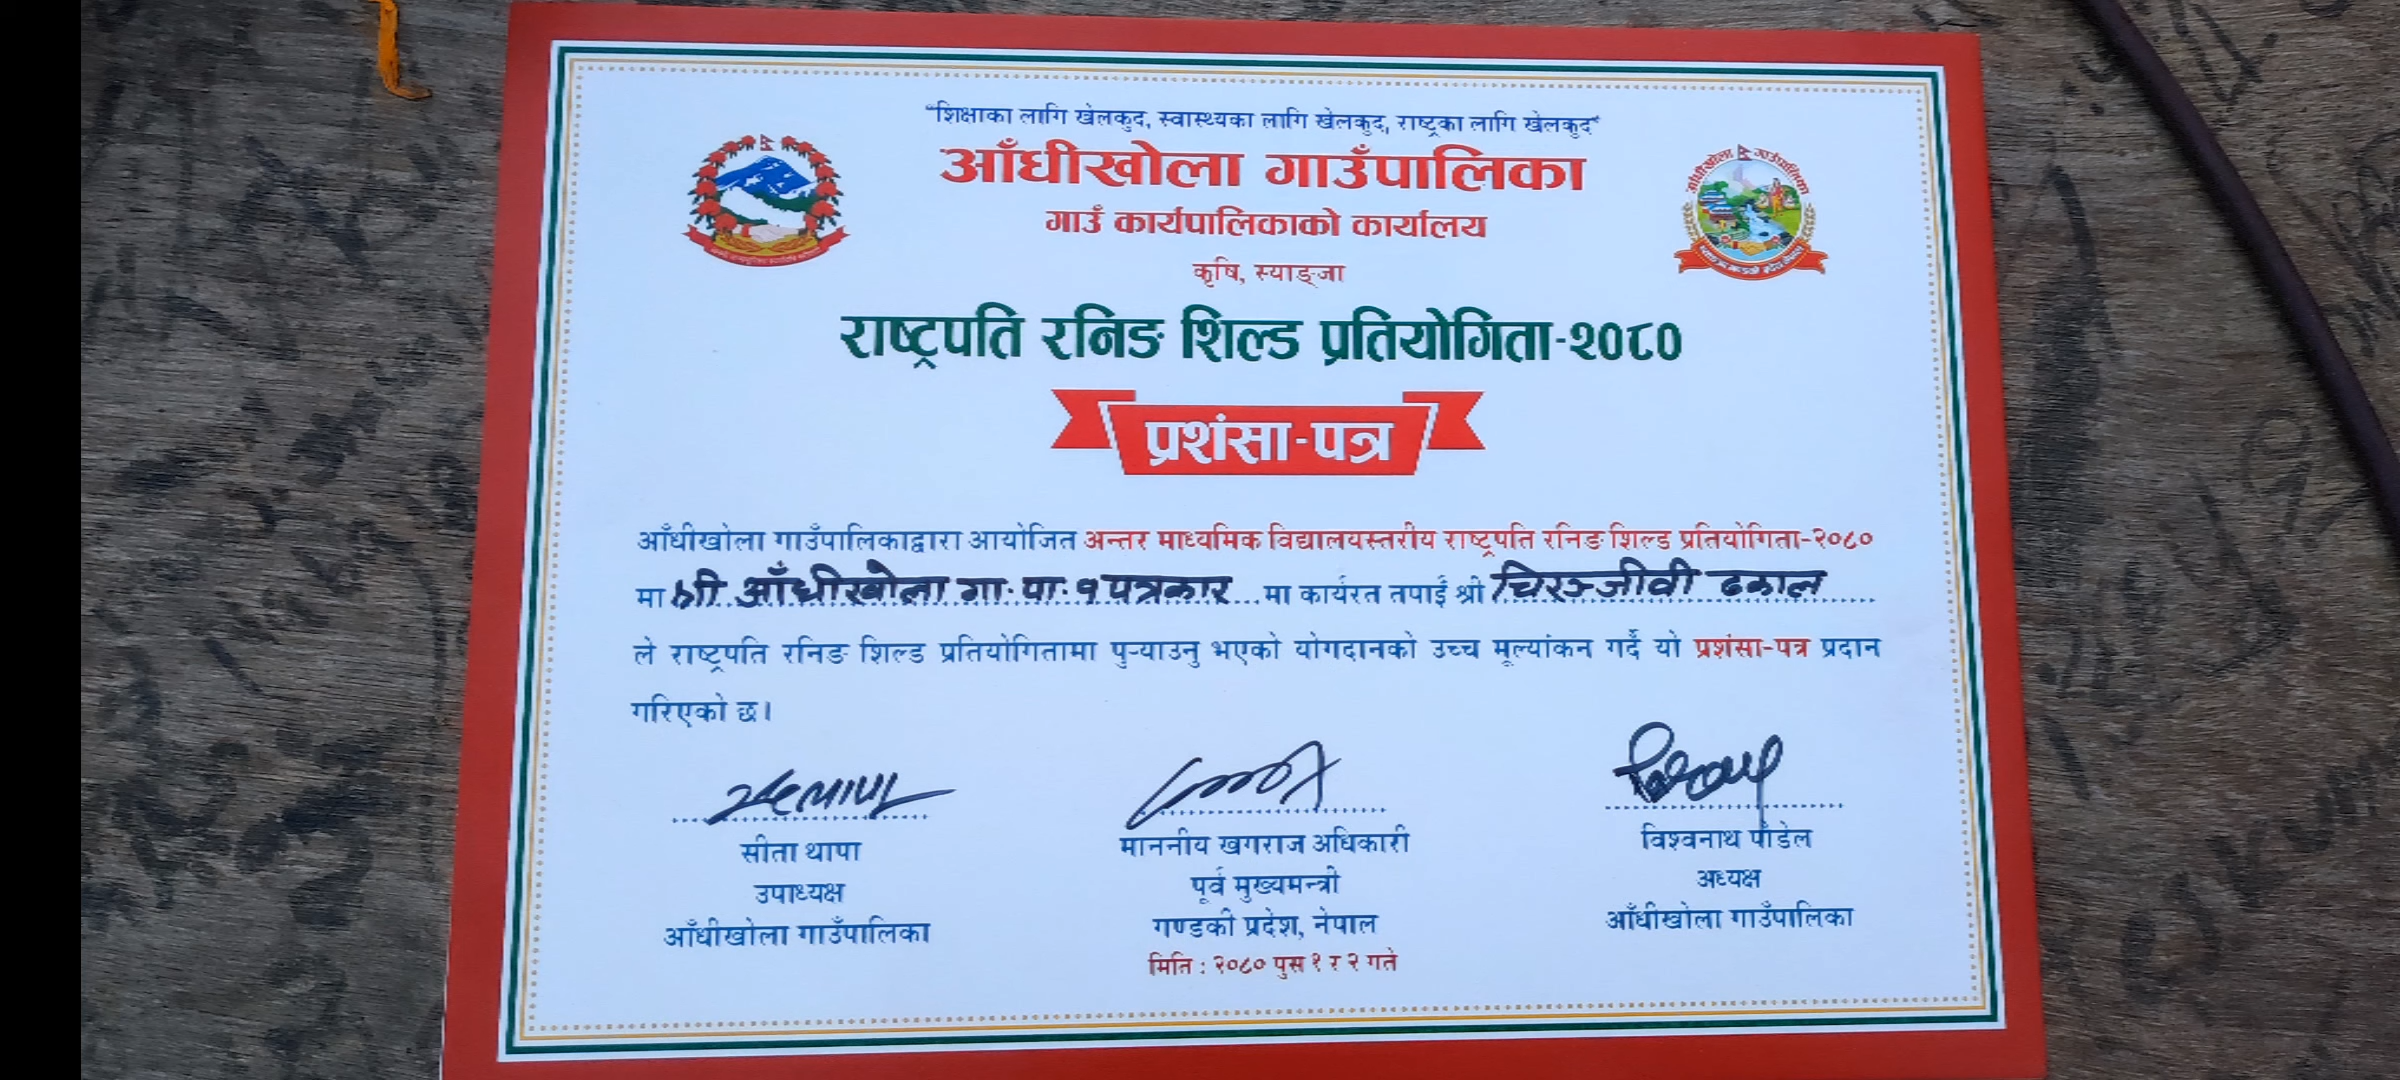 "शिक्षाका लागि खेलकुद, स्वास्थ्यका लागि खेलकुद, राष्ट्रका लागि खेलकुद"
आँधीखोला गाउँपालिका
गाउँ कार्यपालिकाको कार्यालय
कृषि, स्याङ्जा
आँधीखोला गाउँपालिका
राष्ट्रपति रनिङ शिल्ड प्रतियोगिता-२०८०
प्रशंसा-पत्र
आँधीखोला गाउँपालिकाद्वारा आयोजित अन्तर माध्यमिक विद्यालयस्तरीय राष्ट्रपति रनिङ शिल्ड प्रतियोगिता-२०८०
मा श्री आँधीखोला गा.पा. १ पत्रकार मा कार्यरत तपाई श्री चिरञ्जीवी ढकाल
ले राष्ट्रपति रनिङ शिल्ड प्रतियोगितामा पुऱ्याउनु भएको योगदानको उच्च मूल्यांकन गर्दै यो प्रशंसा-पत्र प्रदान
गरिएको छ।
सीता थापा
उपाध्यक्ष
आँधीखोला गाउँपालिका
माननीय खगराज अधिकारी
पूर्व मुख्यमन्त्री
गण्डकी प्रदेश, नेपाल
मिति : २०८० पुस १ र २ गते
विश्वनाथ पौडेल
अध्यक्ष
आँधीखोला गाउँपालिका